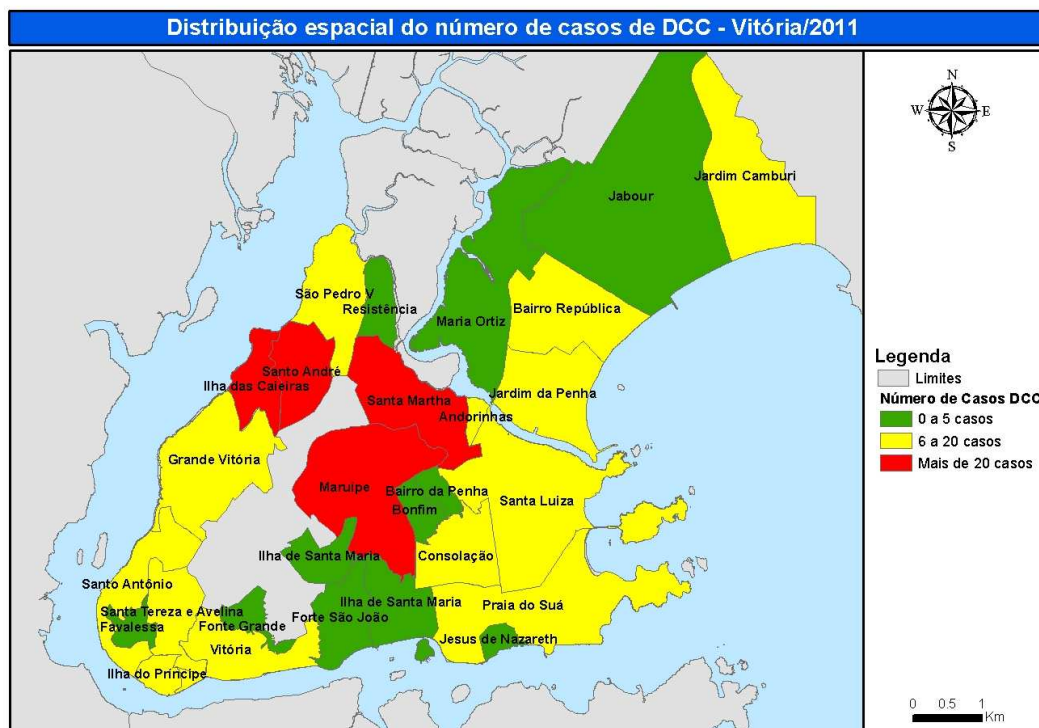 Distribuição espacial do número de casos de DCC - Vitória/2011
N
W
E
S
Jardim Camburi
Jabour
São Pedro V
Resistência
Bairro República
Maria Ortiz
Santo André
Ilha das Caieiras
Jardim da Penha
Santa Martha
Andorinhas
Grande Vitória
Maruipe
Bairro da Penha
Santa Luiza
Bonfim
Ilha de Santa Maria
Consolação
Santo Antônio
Santa Tereza e Avelina
Ilha de Santa Maria
Praia do Suá
Favalessa
Fonte Grande
Forte São João
Jesus de Nazareth
Vitória
Ilha do Príncipe
Legenda
Limites
Número de Casos DCC
0 a 5 casos
6 a 20 casos
Mais de 20 casos
0 0.5 1
Km